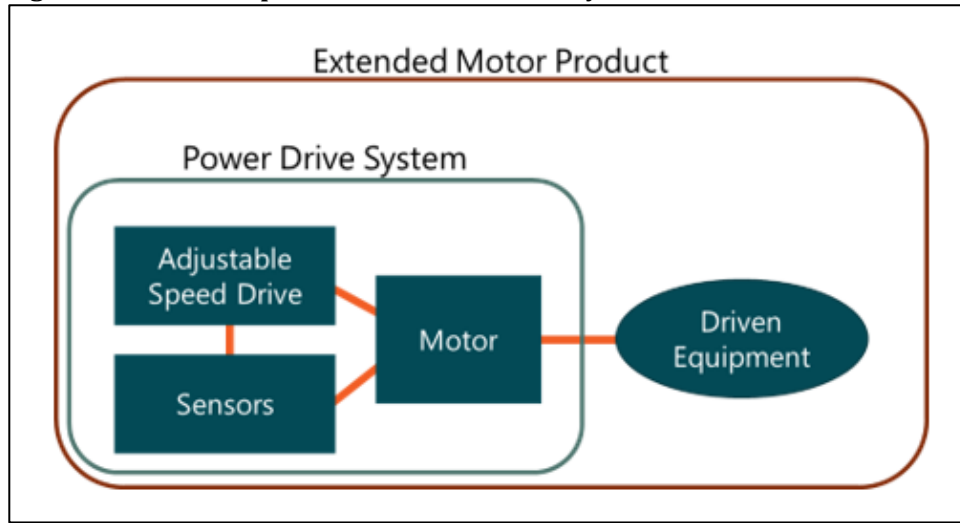 Extended Motor Product
Power Drive System
Adjustable
Speed Drive
Motor
Sensors
Driven
Equipment